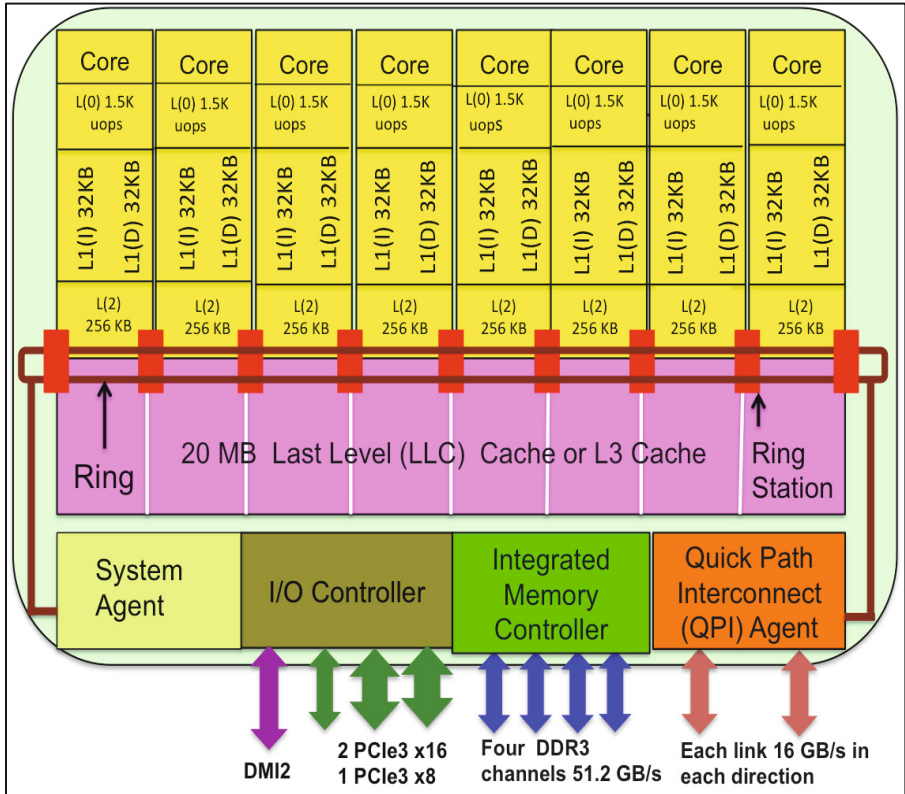 Core Core Core Core Core Core Core Core
L(0) 1.5K L(0) 1.5K L(0) 1.5K L(0) 1.5K L(0) 1.5K L(0) 1.5K L(0) 1.5K L(0) 1.5K
uops uops uops uops uops uops uops uops
L1(I) 32KB L1(D) 32KB L1(I) 32KB L1(D) 32KB L1(I) 32KB L1(D) 32KB L1(I) 32KB L1(D) 32KB L1(I) 32KB L1(D) 32KB L1(I) 32KB L1(D) 32KB L1(I) 32KB L1(D) 32KB L1(I) 32KB L1(D) 32KB
L(2) L(2) L(2) L(2) L(2) L(2) L(2) L(2)
256 KB 256 KB 256 KB 256 KB 256 KB 256 KB 256 KB 256 KB
Ring
20 MB Last Level (LLC) Cache or L3 Cache
Ring
Station
System
Agent
I/O Controller
Integrated
Memory
Controller
Quick Path
Interconnect
(QPI) Agent
DMI2
2 PCIe3 x16
1 PCIe3 x8
Four DDR3
channels 51.2 GB/s
Each link 16 GB/s in
each direction